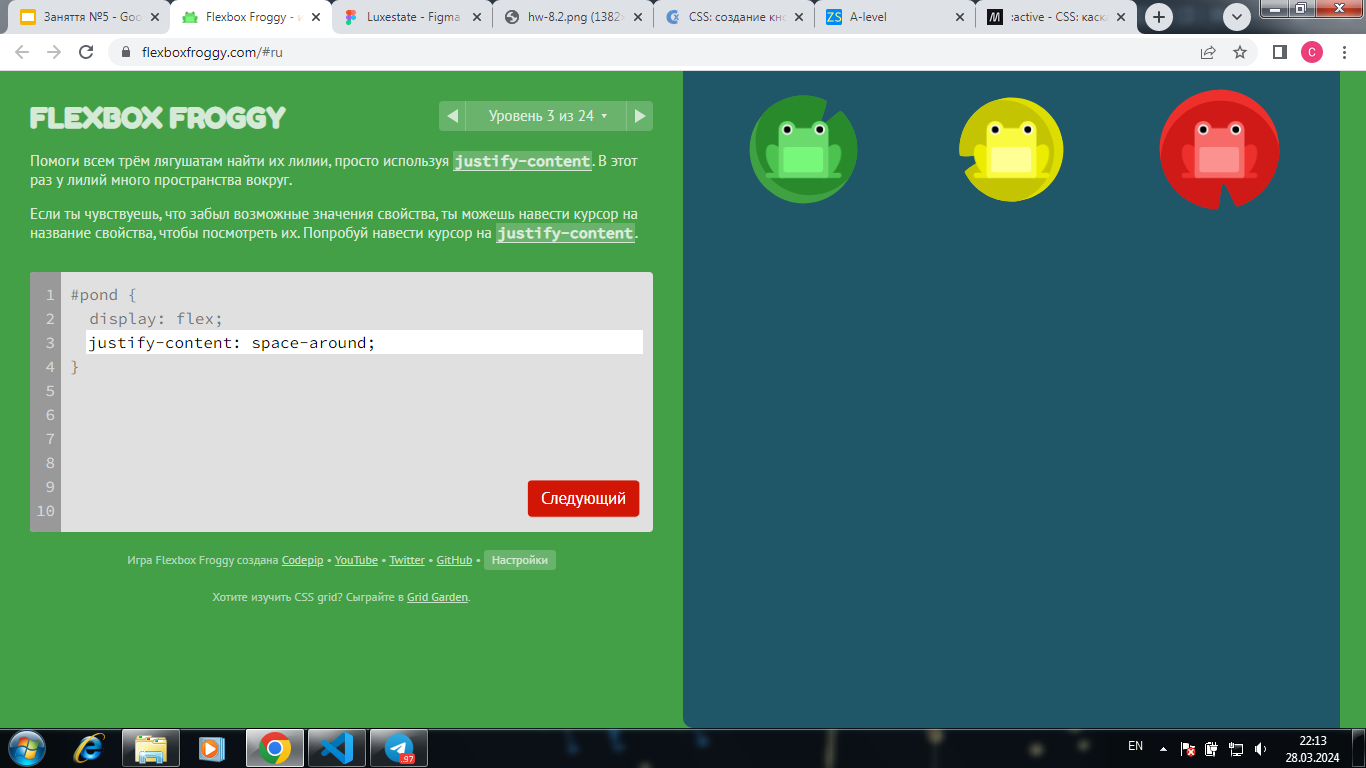 Заняття №5 - Goo
Flexbox Froggy - и
Luxestate - Figma
hw-8.2.png (1382×
CSS: создание кно
ZS A-level
M :active - CSS: каска
flexboxfroggy.com/#ru
C
FLEXBOX FROGGY
Уровень 3 из 24
Помоги всем трём лягушатам найти их лилии, просто используя justify-content. В этот
раз у лилий много пространства вокруг.
Если ты чувствуешь, что забыл возможные значения свойства, ты можешь навести курсор на
название свойства, чтобы посмотреть их. Попробуй навести курсор на justify-content.
1 #pond {
2 display: flex;
3 justify-content: space-around;
4 }
5
6
7
8
9
10
Следующий
Игра Flexbox Froggy создана Codepip • YouTube • Twitter • GitHub • Настройки
Хотите изучить CSS grid? Сыграйте в Grid Garden.
97
EN
22:13
28.03.2024